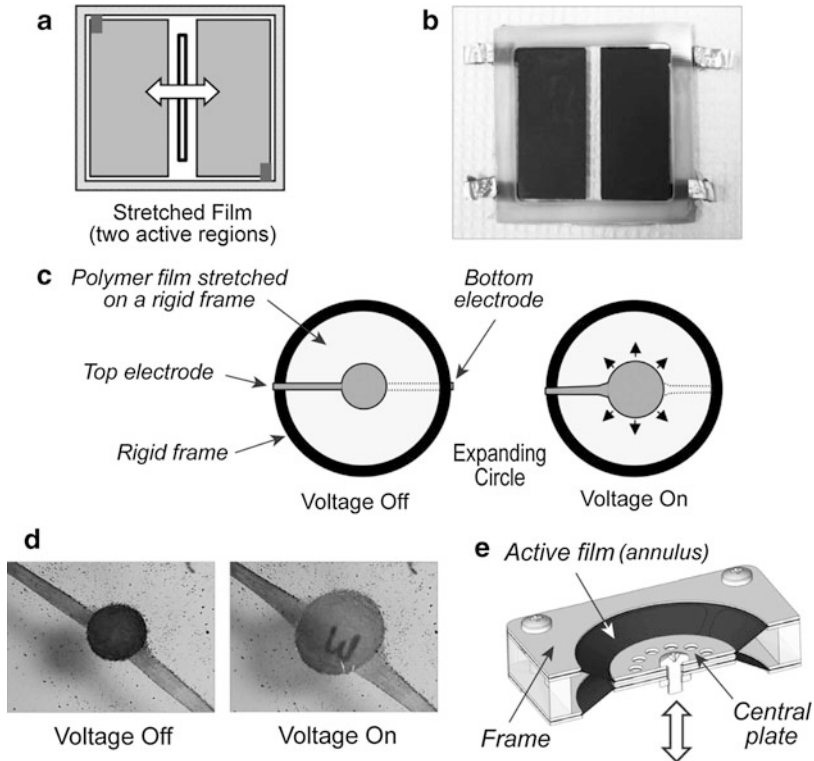 a
Stretched Film
(two active regions)
b
c
Polymer film stretched
on a rigid frame
Bottom
electrode
Top electrode
Rigid frame
Expanding
Circle
Voltage Off
Voltage On
d
W
Voltage Off
Voltage On
e
Active film (annulus)
Frame
Central
plate